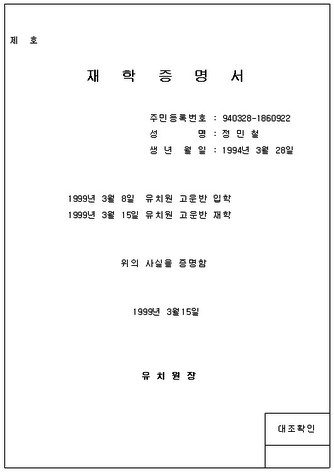 제 호
재 학 증 명 서
주민등록번호 : 940328-1860922
성 명 : 정 민 철
생 년 월 일 : 1994년 3월 28일
1999년 3월 8일 유치원 고운반 입학
1999년 3월 15일 유치원 고운반 재학
위의 사실을 증명함
1999년 3월15일
유 치 원 장
대조확인